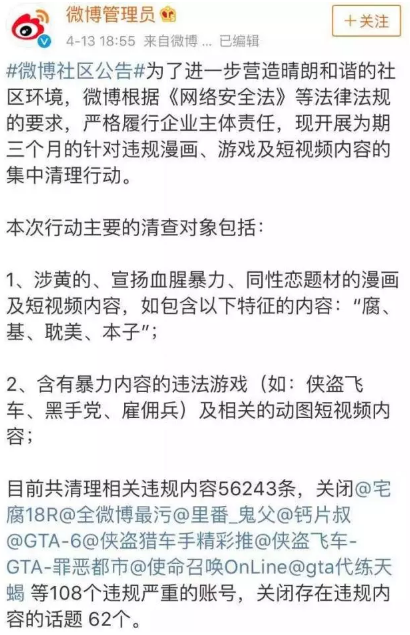 微博管理员
+关注
4-13 18:55 来自微博 ... 已编辑
#微博社区公告#为了进一步营造晴朗和谐的社
区环境，微博根据《网络安全法》等法律法规
的要求，严格履行企业主体责任，现开展为期
三个月的针对违规漫画、游戏及短视频内容的
集中清理行动。
本次行动主要的清查对象包括：
1、涉黄的、宣扬血腥暴力、同性恋题材的漫画
及短视频内容，如包含以下特征的内容：“腐、
基、耽美、本子”；
2、含有暴力内容的违法游戏（如：侠盗飞
车、黑手党、雇佣兵）及相关的动图短视频内
容；
目前共清理相关违规内容56243条，关闭@宅
腐18R@全微博最污@里番_鬼父@钙片叔
@GTA-6@侠盗猎车手精彩推@侠盗飞车-
GTA-罪恶都市@使命召唤OnLine@gta代练天
蝎 等108个违规严重的账号，关闭存在违规内
容的话题 62个。